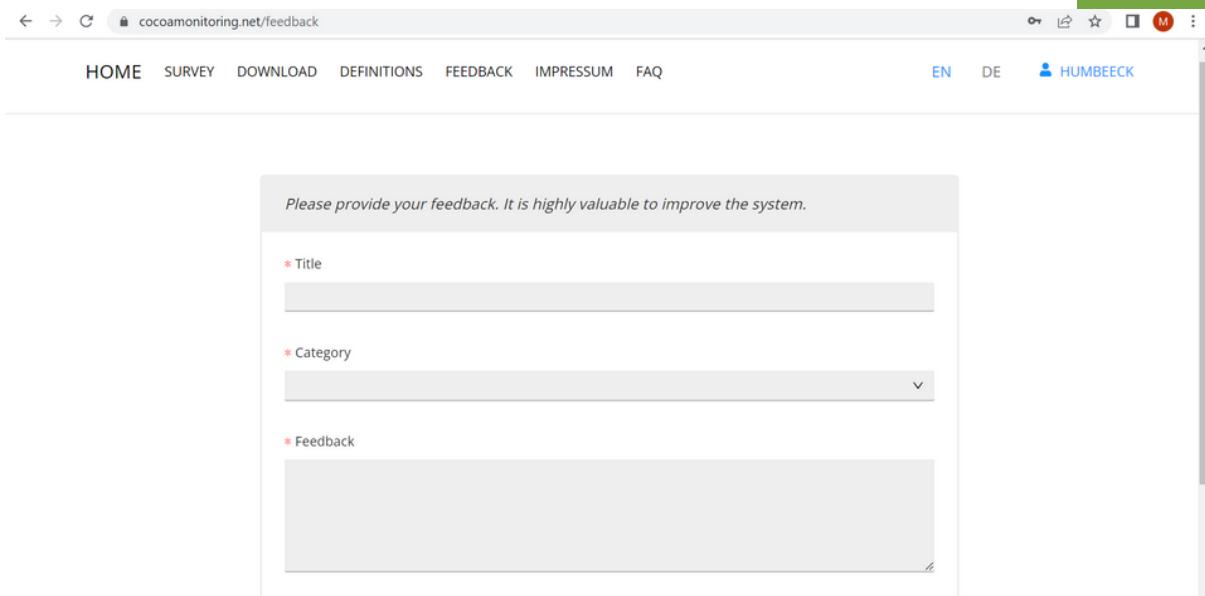 cocoamonitoring.net/feedback
M
HOME SURVEY DOWNLOAD DEFINITIONS FEEDBACK IMPRESSUM FAQ EN DE HUMBEECK
Please provide your feedback. It is highly valuable to improve the system.
* Title
* Category
* Feedback